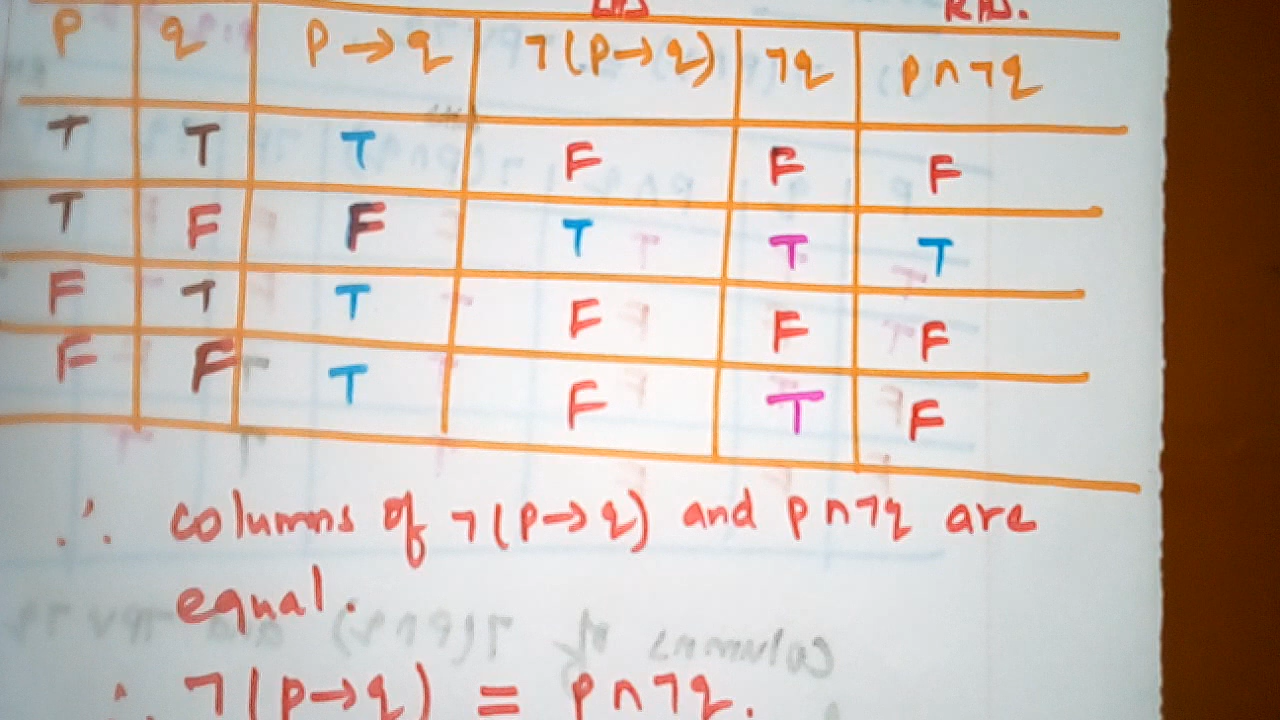 p q p → q ¬(p → q) ¬q p ∩ ¬q
T T T F F F
T F F T T T
F T T F F F
F F T F T F
∴ columns of ¬(p → q) and p ∩ ¬q are
equal.
∴ ¬(p → q) = p ∩ ¬q.